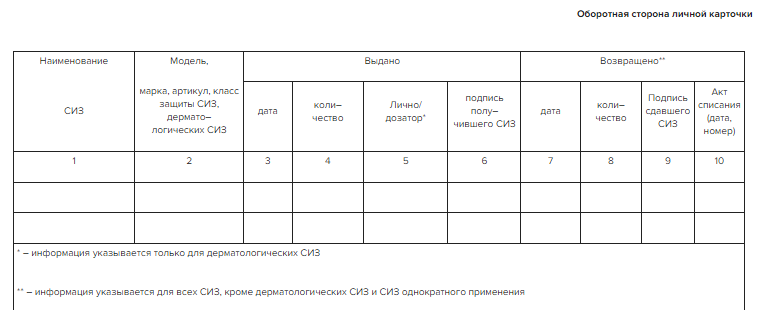 Оборотная сторона личной карточки
Наименование
СИЗ
Модель,
марка, артикул, класс
защиты СИЗ,
дермато–
логических СИЗ
Выдано
Возвращено**
дата
коли–
чество
Лично/
дозатор*
подпись
полу–
чившего СИЗ
дата
коли–
чество
Подпись
сдавшего
СИЗ
Акт
списания
(дата,
номер)
1 2 3 4 5 6 7 8 9 10
* – информация указывается только для дерматологических СИЗ
** – информация указывается для всех СИЗ, кроме дерматологических СИЗ и СИЗ однократного применения